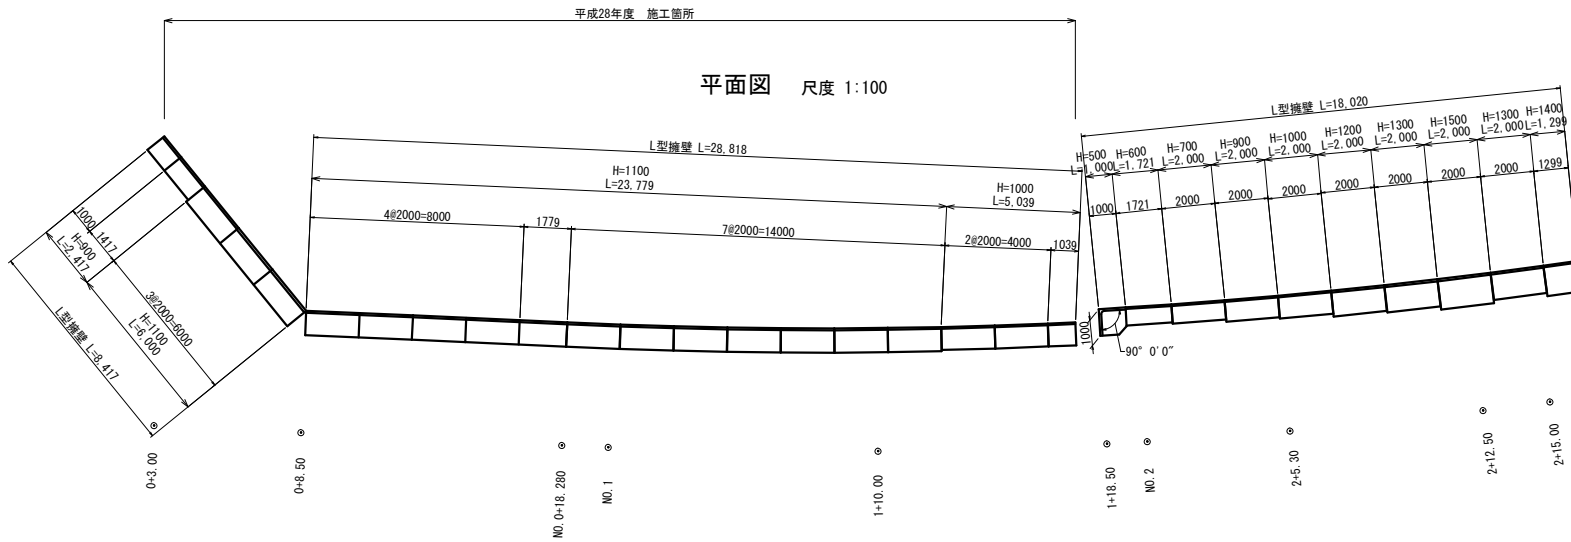 平成28年度 施工箇所
平面図 尺度 1:100
L型擁壁 L=8.417
H=900
L=2.417
1000
1417
H=1100
L=6.000
3@2000=6000
L型擁壁 L=28.818
H=1100
L=23.779
H=1000
L=5.039
4@2000=8000
1779
7@2000=14000
2@2000=4000
1039
L型擁壁 L=18.020
H=500
L=1.000
H=600
L=1.721
H=700
L=2.000
H=900
L=2.000
H=1000
L=2.000
H=1200
L=2.000
H=1300
L=2.000
H=1500
L=2.000
H=1300
L=2.000
H=1400
L=1.299
1000
1721
2000
2000
2000
2000
2000
2000
2000
1299
1000
90° 0'0"
0+3.00
0+8.50
NO.0+18.280
NO.1
1+10.00
1+18.50
NO.2
2+5.30
2+12.50
2+15.00